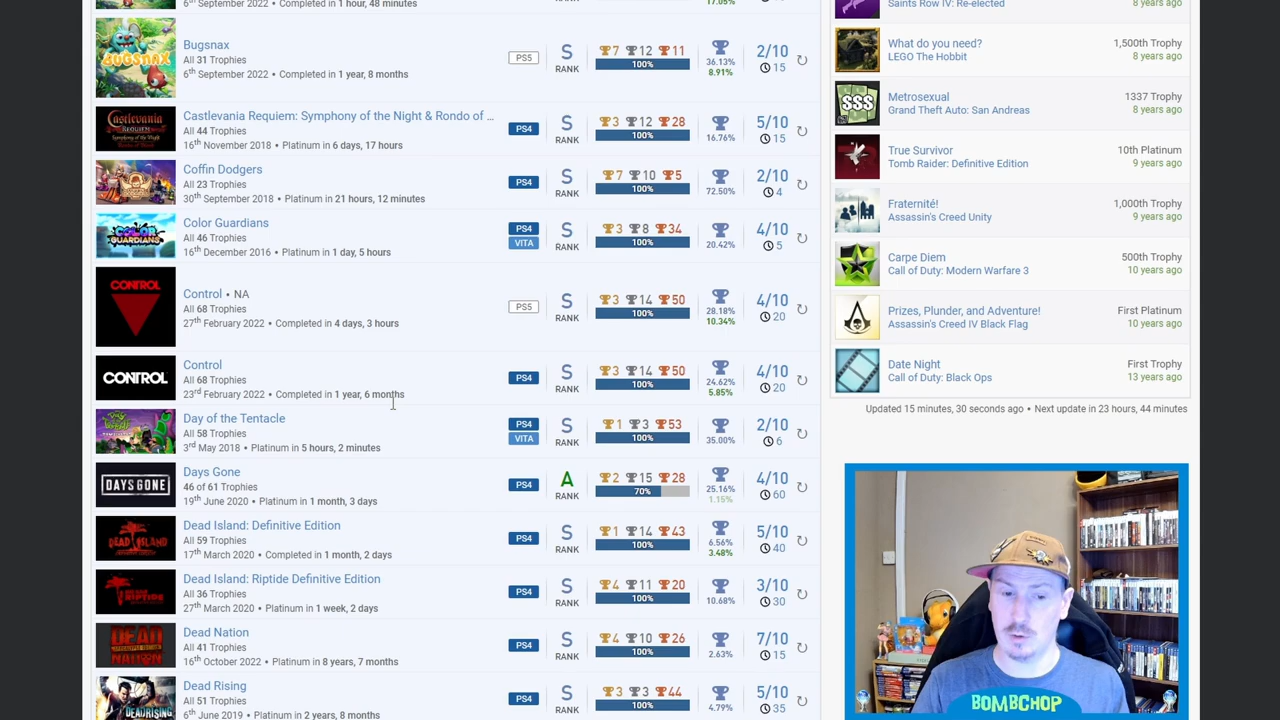 6th September 2022 • Completed in 1 hour, 48 minutes
17.05%
BUGSNAX
Bugsnax
All 31 Trophies
6th September 2022 • Completed in 1 year, 8 months
PS5
S
RANK
7 12 11
100%
36.13%
8.91%
2/10
15
Castlevania
REQUIEM
Castlevania Requiem: Symphony of the Night & Rondo of ...
All 44 Trophies
16th November 2018 • Platinum in 6 days, 17 hours
PS4
S
RANK
3 12 28
100%
16.76%
5/10
15
Coffin Dodgers
All 23 Trophies
30th September 2018 • Platinum in 21 hours, 12 minutes
PS4
S
RANK
7 10 5
100%
72.50%
2/10
4
COLOR
GUARDIANS
Color Guardians
All 46 Trophies
16th December 2016 • Platinum in 1 day, 5 hours
PS4
VITA
S
RANK
3 8 34
100%
20.42%
4/10
5
CONTROL
Control • NA
All 68 Trophies
27th February 2022 • Completed in 4 days, 3 hours
PS5
S
RANK
3 14 50
100%
28.18%
10.34%
4/10
20
CONTROL
Control
All 68 Trophies
23rd February 2022 • Completed in 1 year, 6 months
PS4
S
RANK
3 14 50
100%
24.62%
5.85%
4/10
20
Day of the Tentacle
All 58 Trophies
3rd May 2018 • Platinum in 5 hours, 2 minutes
PS4
VITA
S
RANK
1 3 53
100%
35.00%
2/10
6
DAYS GONE
Days Gone
46 of 61 Trophies
19th June 2020 • Platinum in 1 month, 3 days
PS4
A
RANK
2 15 28
70%
25.16%
1.15%
4/10
60
DEAD ISLAND
Dead Island: Definitive Edition
All 59 Trophies
17th March 2020 • Completed in 1 month, 2 days
PS4
S
RANK
1 14 43
100%
6.56%
3.48%
5/10
40
Dead Island: Riptide Definitive Edition
All 36 Trophies
27th March 2020 • Platinum in 1 week, 2 days
PS4
S
RANK
4 11 20
100%
10.68%
3/10
30
DEAD
NATION
Dead Nation
All 41 Trophies
16th October 2022 • Platinum in 8 years, 7 months
PS4
S
RANK
4 10 26
100%
2.63%
7/10
15
DEADRISING
Dead Rising
All 51 Trophies
6th June 2019 • Platinum in 2 years, 8 months
PS4
S
RANK
3 3 44
100%
4.79%
5/10
35
Saints Row IV: Re-elected
8 years ago
What do you need?
LEGO The Hobbit
1,500th Trophy
8 years ago
SSS
Metrosexual
Grand Theft Auto: San Andreas
1337 Trophy
8 years ago
True Survivor
Tomb Raider: Definitive Edition
10th Platinum
9 years ago
Fraternité!
Assassin's Creed Unity
1,000th Trophy
9 years ago
Carpe Diem
Call of Duty: Modern Warfare 3
500th Trophy
10 years ago
Prizes, Plunder, and Adventure!
Assassin's Creed IV Black Flag
First Platinum
10 years ago
Date Night
Call of Duty: Black Ops
First Trophy
13 years ago
Updated 15 minutes, 30 seconds ago • Next update in 23 hours, 44 minutes
BOMBCHOP